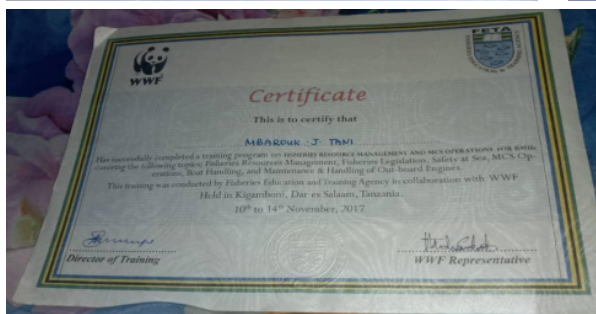 WWF
FETA
Certificate
This is to certify that
MBAROUK J TANI
Has successfully completed a training program on FISHERIES RESOURCE MANAGEMENT AND MCS OPERATIONS FOR BMUs
covering the following topics; Fisheries Resources Management, Fisheries Legislation, Safety at Sea, MCS Op-
erations, Boat Handling, and Maintenance & Handling of Out-board Engines.
This training was conducted by Fisheries Education and Training Agency in collaboration with WWF
Held in Kigamboni, Dar es Salaam, Tanzania.
10th to 14th November, 2017
Director of Training
WWF Representative